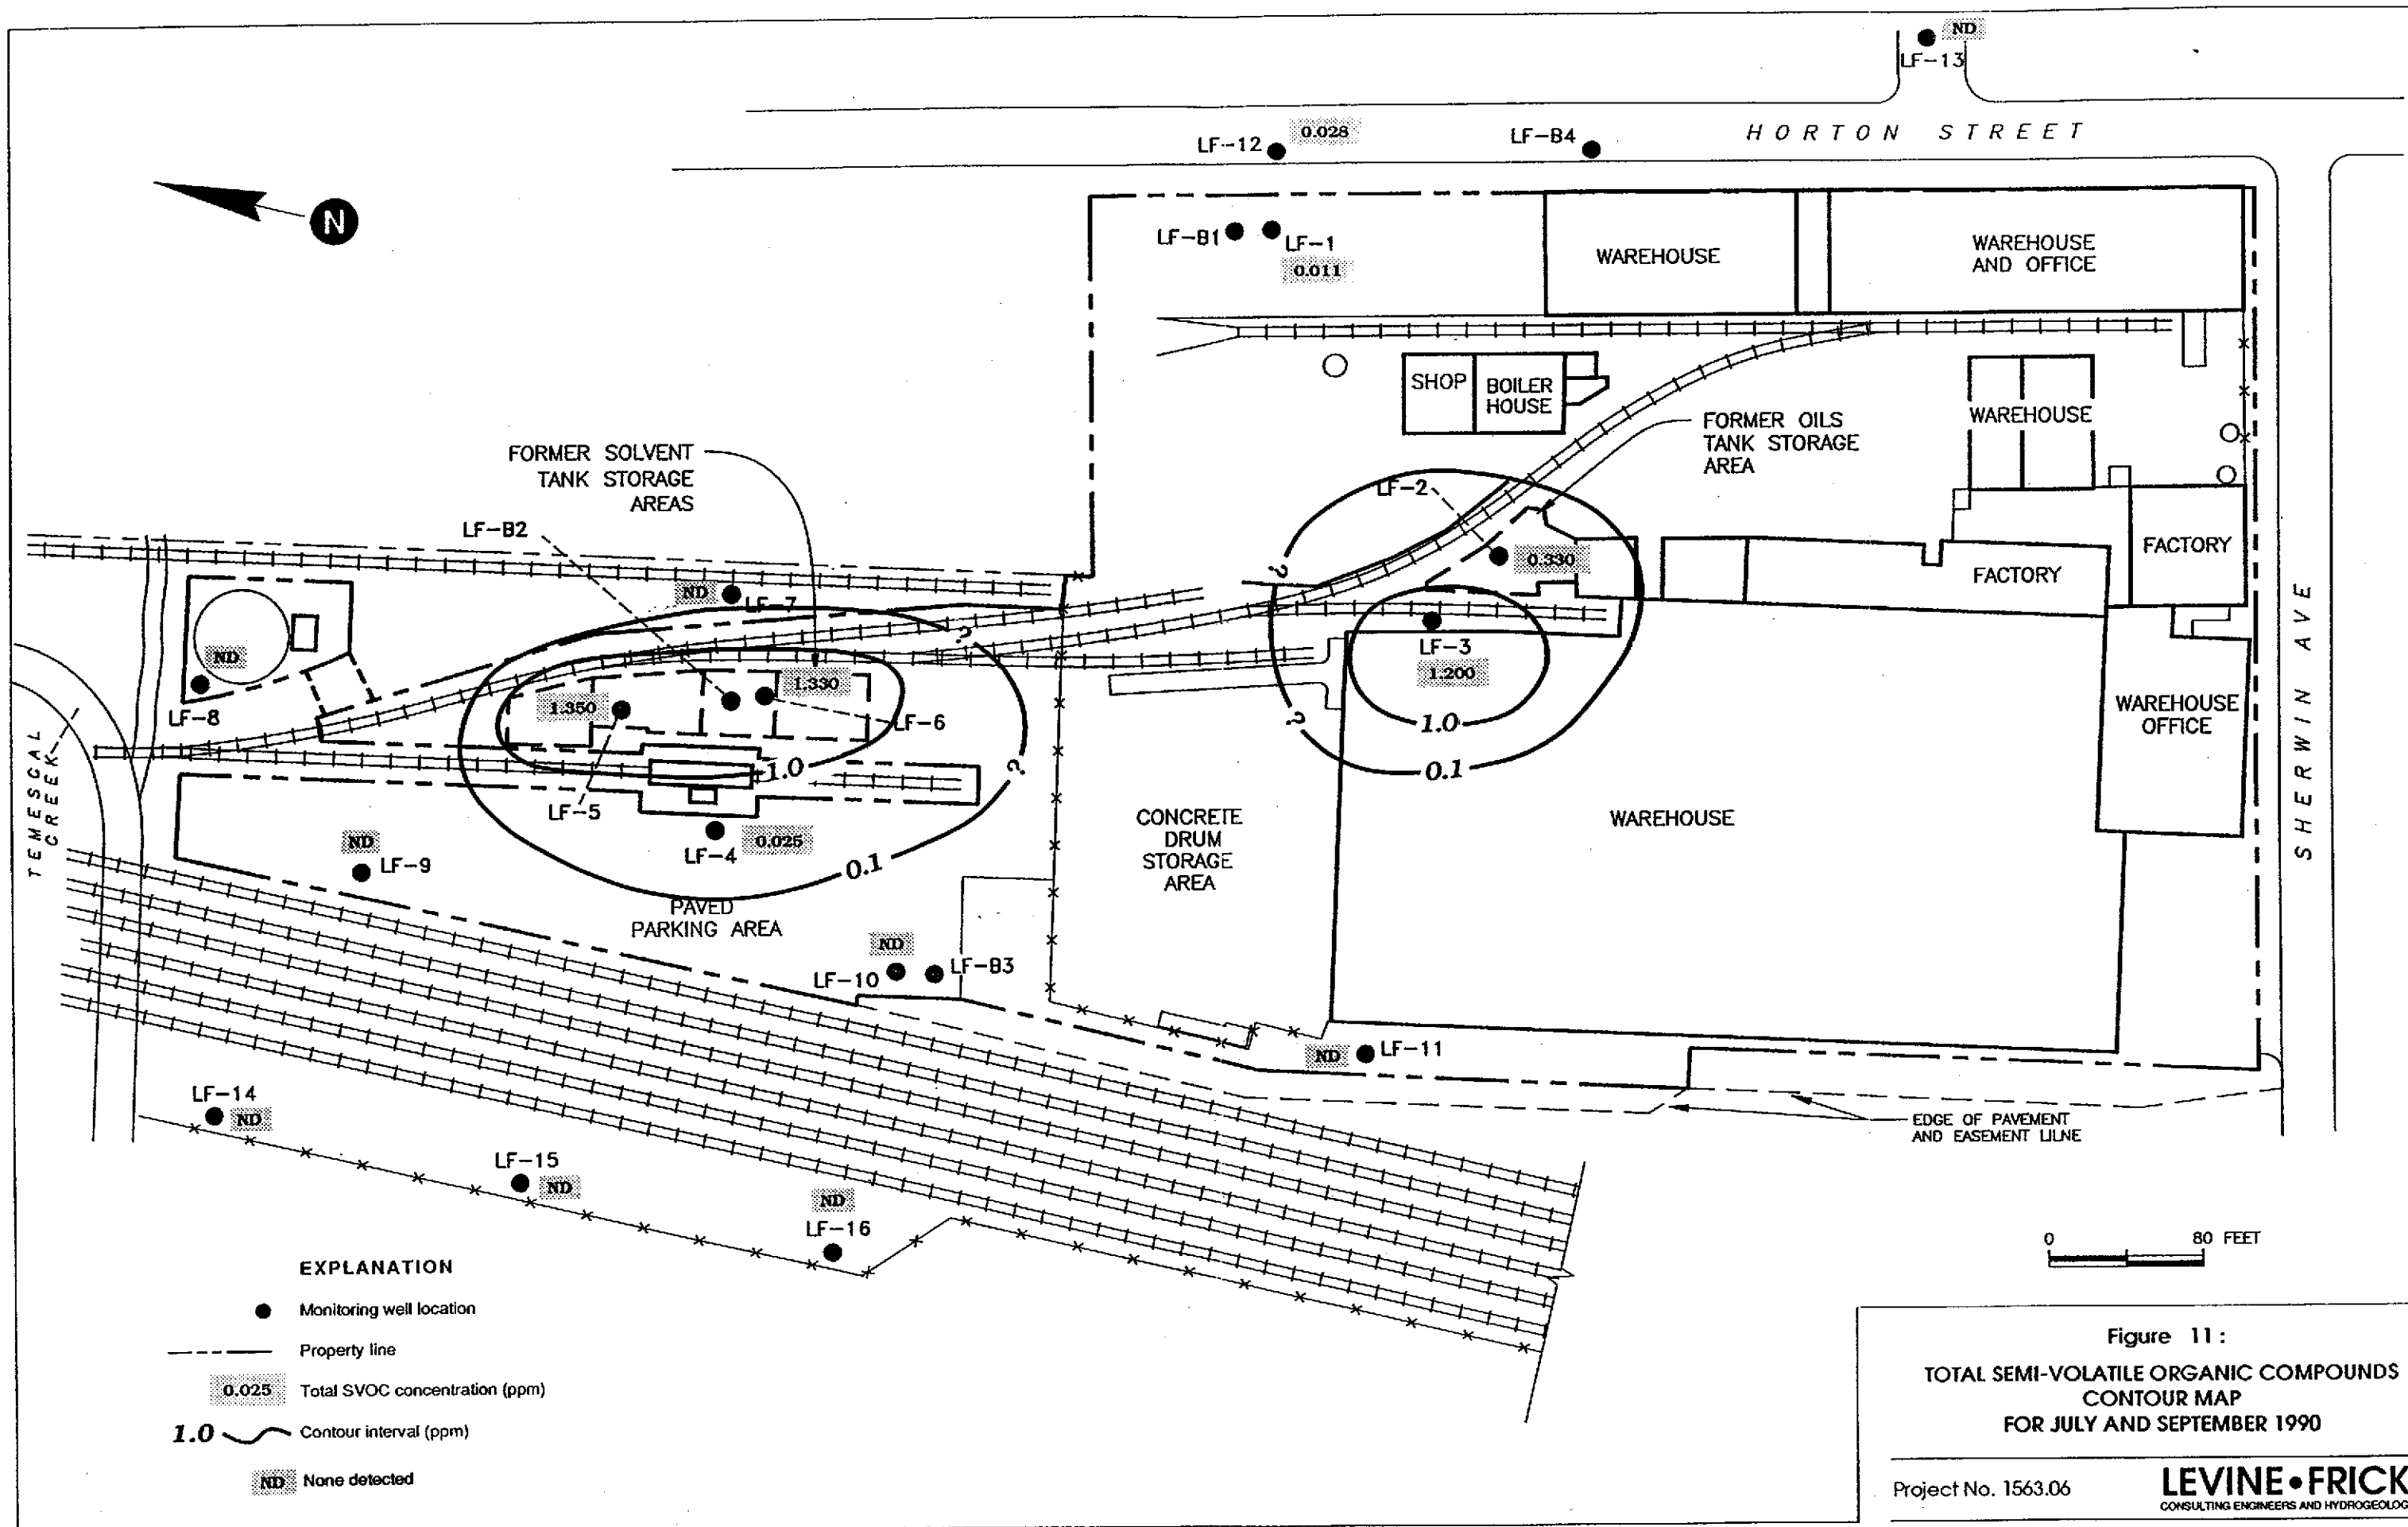 ND
LF-13
HORTON STREET
0.028
LF-12
LF-B4
N
LF-B1
LF-1
0.011
WAREHOUSE
WAREHOUSE
AND OFFICE
SHOP
BOILER
HOUSE
WAREHOUSE
FORMER OILS
TANK STORAGE
AREA
FORMER SOLVENT
TANK STORAGE
AREAS
LF-2
LF-B2
0.330
FACTORY
FACTORY
?
ND
LF-7
?
LF-3
1.200
ND
LF-8
1.330
1.350
LF-6
?
1.0
0.1
WAREHOUSE
OFFICE
SHERWIN AVE
TEMESCAL
CREEK
1.0
?
LF-5
LF-4
0.025
0.1
ND
LF-9
CONCRETE
DRUM
STORAGE
AREA
WAREHOUSE
PAVED
PARKING AREA
ND
LF-10
LF-B3
ND
LF-11
LF-14
ND
EDGE OF PAVEMENT
AND EASEMENT LILNE
LF-15
ND
ND
LF-16
0 80 FEET
EXPLANATION
Monitoring well location
Property line
0.025 Total SVOC concentration (ppm)
1.0 Contour interval (ppm)
ND None detected
Figure 11:
TOTAL SEMI-VOLATILE ORGANIC COMPOUNDS
CONTOUR MAP
FOR JULY AND SEPTEMBER 1990
Project No. 1563.06
LEVINE•FRICK
CONSULTING ENGINEERS AND HYDROGEOLOG